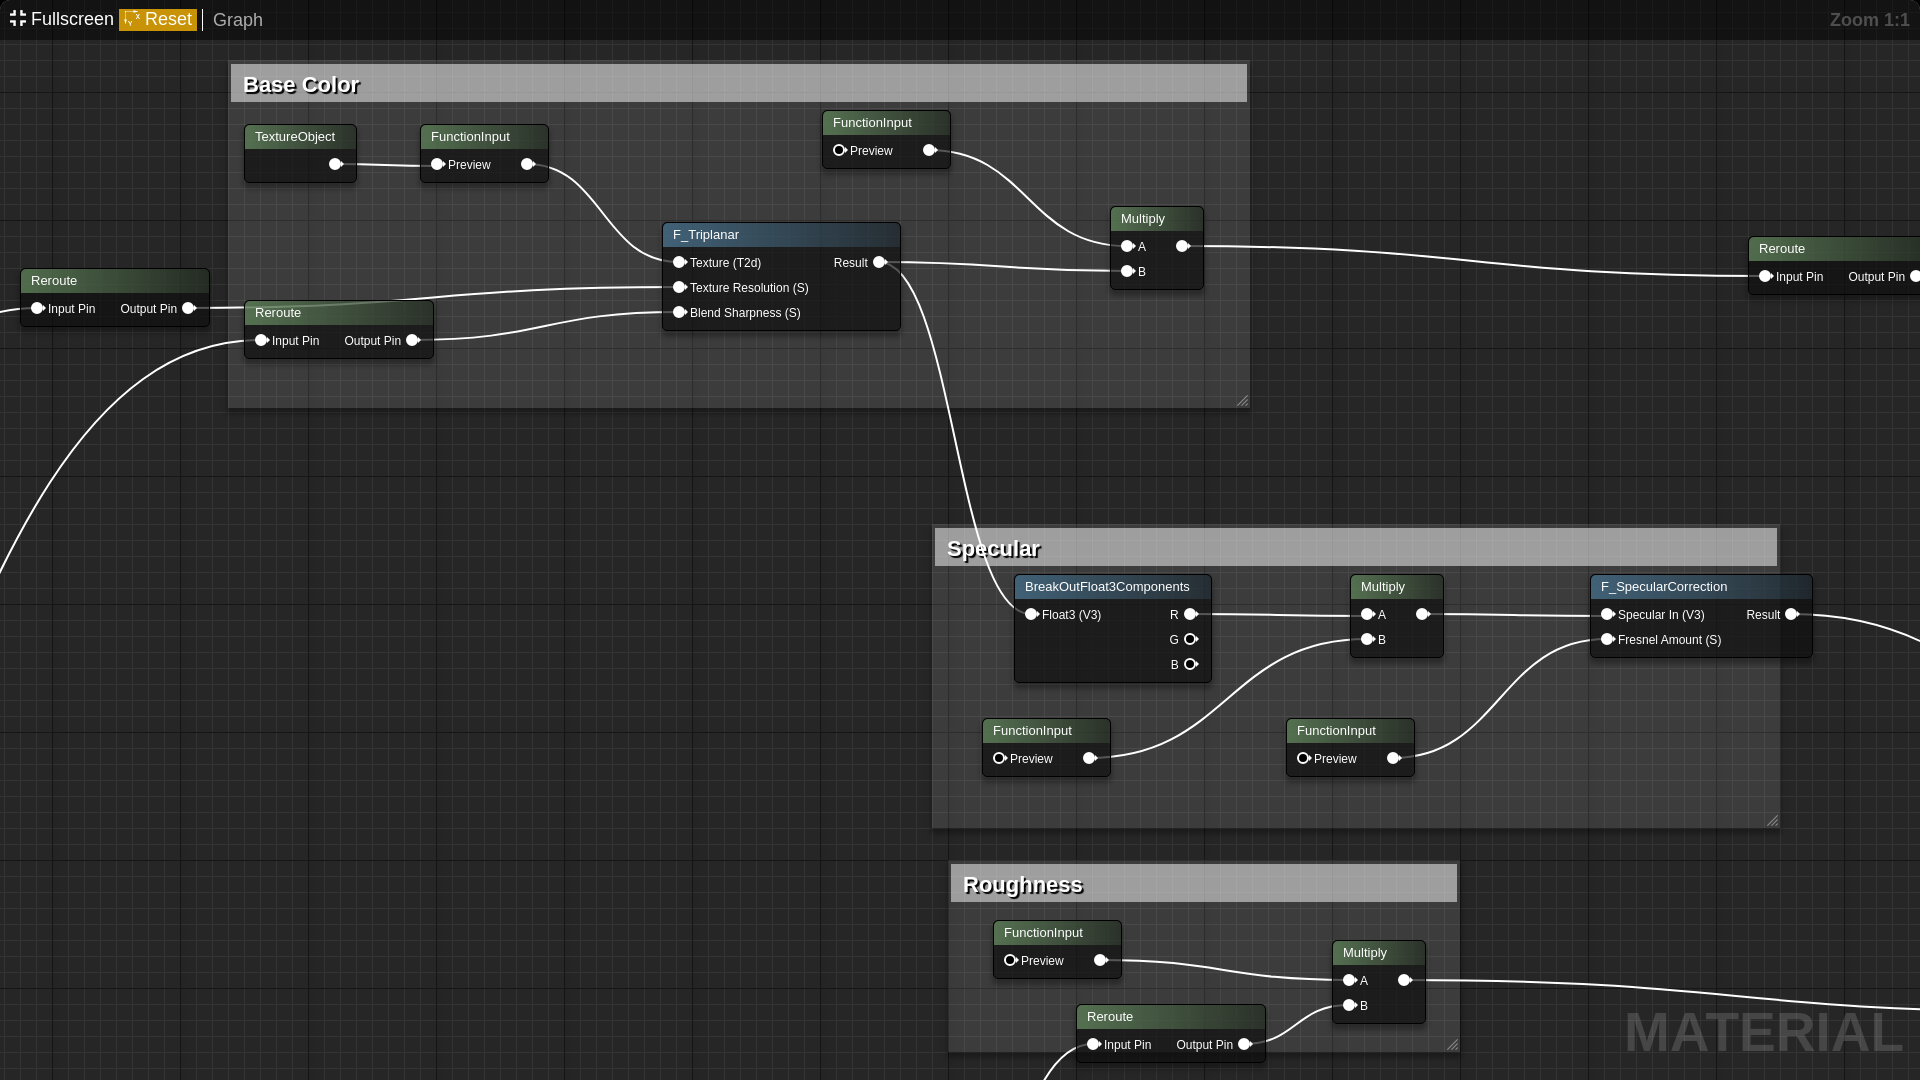 Fullscreen Reset Graph Zoom 1:1
Base Color
TextureObject
FunctionInput
Preview
FunctionInput
Preview
F_Triplanar
Texture (T2d) Result
Texture Resolution (S)
Blend Sharpness (S)
Multiply
A
B
Reroute
Input Pin Output Pin
Reroute
Input Pin Output Pin
Reroute
Input Pin Output Pin
Specular
BreakOutFloat3Components
Float3 (V3) R
G
B
Multiply
A
B
F_SpecularCorrection
Specular In (V3) Result
Fresnel Amount (S)
FunctionInput
Preview
FunctionInput
Preview
Roughness
FunctionInput
Preview
Multiply
A
B
Reroute
Input Pin Output Pin
MATERIAL